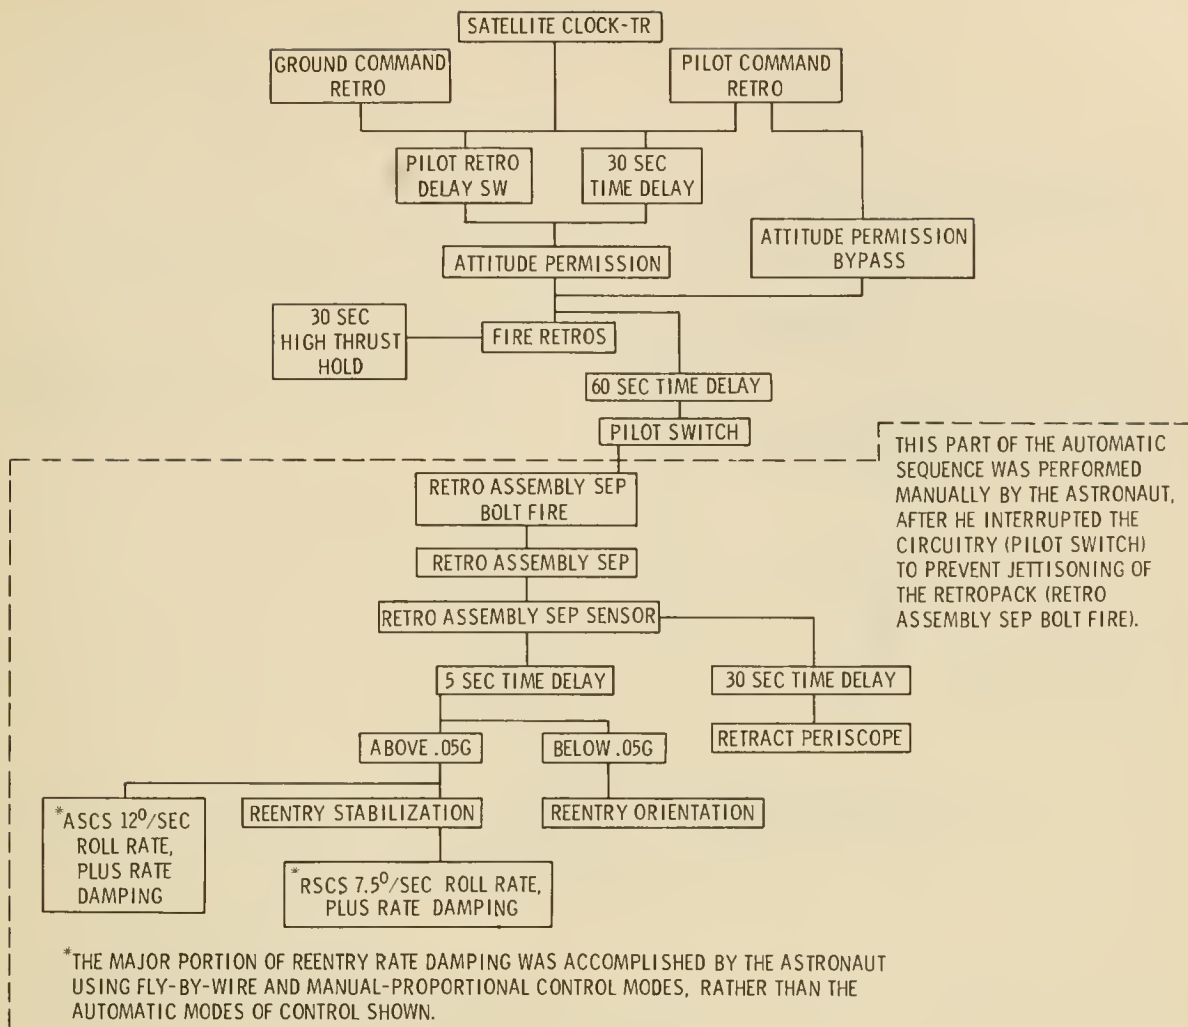 SATELLITE CLOCK-TR
GROUND COMMAND
RETRO
PILOT COMMAND
RETRO
PILOT RETRO
DELAY SW
30 SEC
TIME DELAY
ATTITUDE PERMISSION
BYPASS
ATTITUDE PERMISSION
30 SEC
HIGH THRUST
HOLD
FIRE RETROS
60 SEC TIME DELAY
PILOT SWITCH
THIS PART OF THE AUTOMATIC
SEQUENCE WAS PERFORMED
MANUALLY BY THE ASTRONAUT,
AFTER HE INTERRUPTED THE
CIRCUITRY (PILOT SWITCH)
TO PREVENT JETTISONING OF
THE RETROPACK (RETRO
ASSEMBLY SEP BOLT FIRE).
RETRO ASSEMBLY SEP
BOLT FIRE
RETRO ASSEMBLY SEP
RETRO ASSEMBLY SEP SENSOR
5 SEC TIME DELAY
30 SEC TIME DELAY
ABOVE .05G
BELOW .05G
RETRACT PERISCOPE
*ASCS 12⁰/SEC
ROLL RATE,
PLUS RATE
DAMPING
REENTRY STABILIZATION
REENTRY ORIENTATION
*RSCS 7.5⁰/SEC ROLL RATE,
PLUS RATE DAMPING
*THE MAJOR PORTION OF REENTRY RATE DAMPING WAS ACCOMPLISHED BY THE ASTRONAUT
USING FLY-BY-WIRE AND MANUAL-PROPORTIONAL CONTROL MODES, RATHER THAN THE
AUTOMATIC MODES OF CONTROL SHOWN.